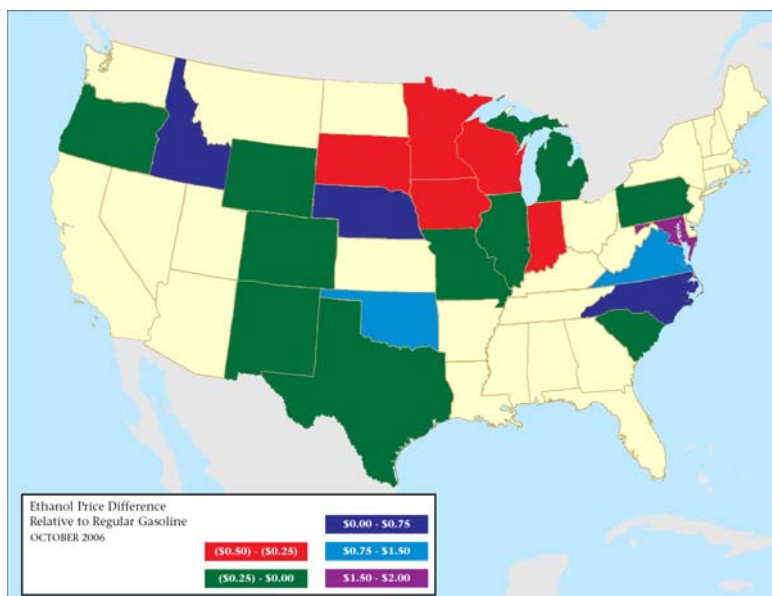 Ethanol Price Difference
Relative to Regular Gasoline
OCTOBER 2006
($0.50) - ($0.25)
($0.25) - $0.00
$0.00 - $0.75
$0.75 - $1.50
$1.50 - $2.00